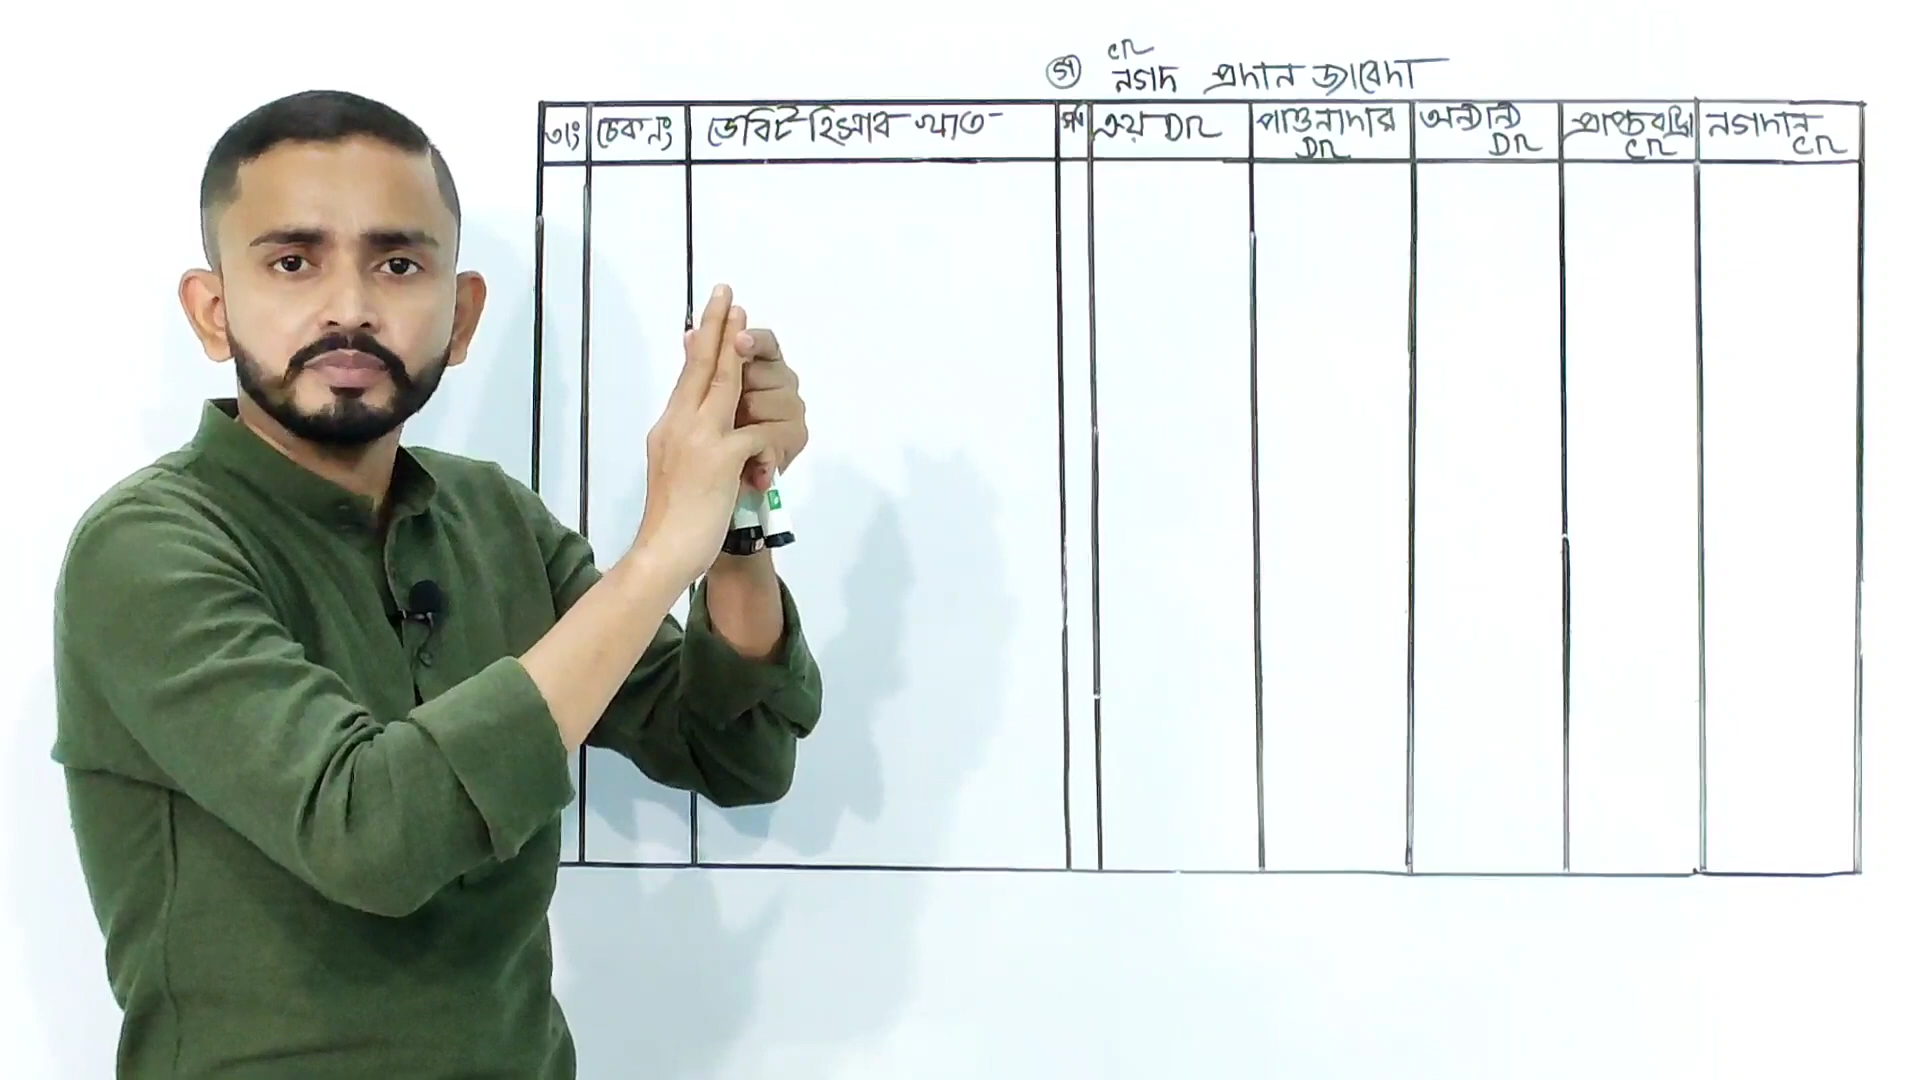 CR
গ নগদ প্রদান জাবেদা
তাং চেক নং ডেবিট হিসাব খাত সূ ক্রয় DR পাওনাদার DR অন্যান্য DR প্রাপ্ত বাট্টা CR নগদান CR